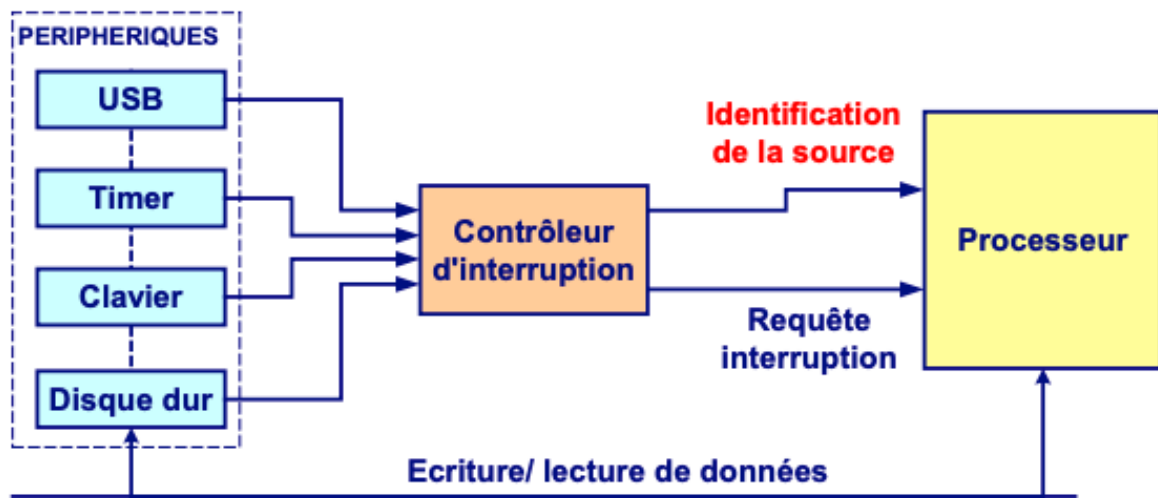 PERIPHERIQUES
USB
Timer
Clavier
Disque dur
Contrôleur
d'interruption
Identification
de la source
Requête
interruption
Processeur
Ecriture/ lecture de données